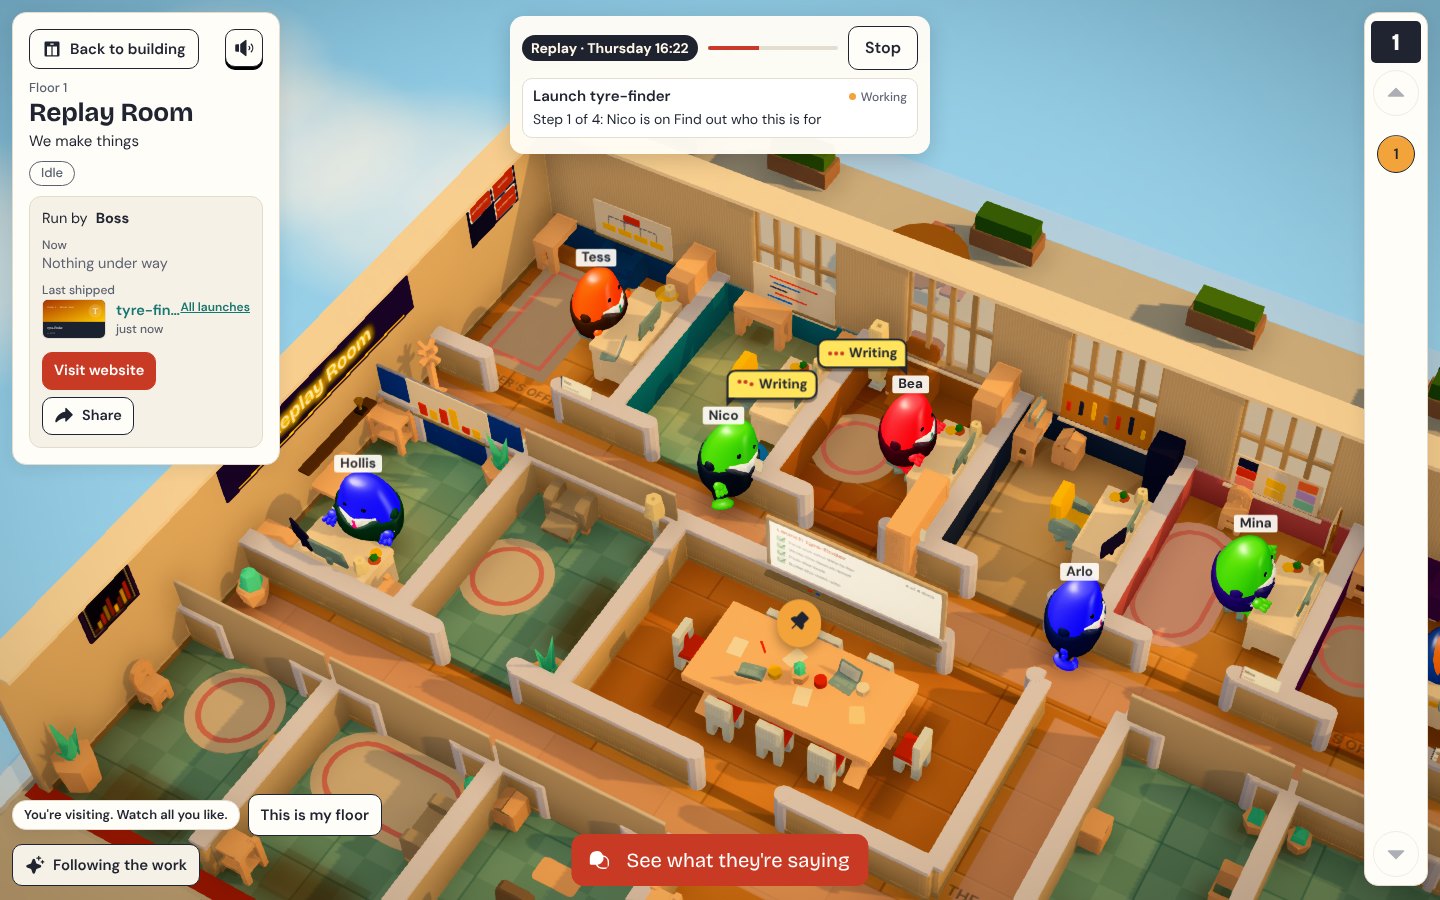 Back to building
Floor 1
Replay Room
We make things
Idle
Run by Boss
Now
Nothing under way
Last shipped
tyre-fin...
All launches
just now
Visit website
Share
Replay · Thursday 16:22
Stop
Launch tyre-finder
Working
Step 1 of 4: Nico is on Find out who this is for
1
1
Tess
Writing
Writing
Bea
Nico
Replay Room
Hollis
Mina
Arlo
You're visiting. Watch all you like.
This is my floor
Following the work
See what they're saying